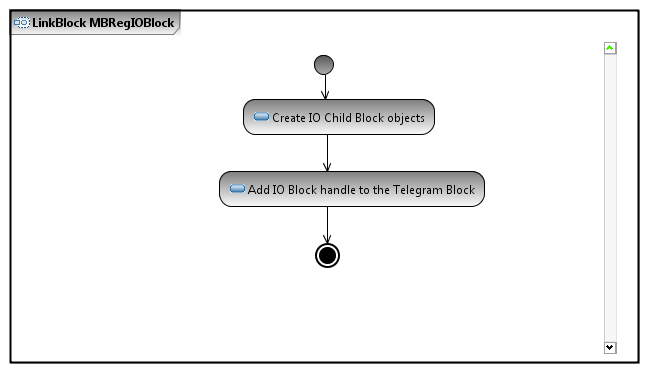 LinkBlock MBRegIOBlock
Create IO Child Block objects
Add IO Block handle to the Telegram Block